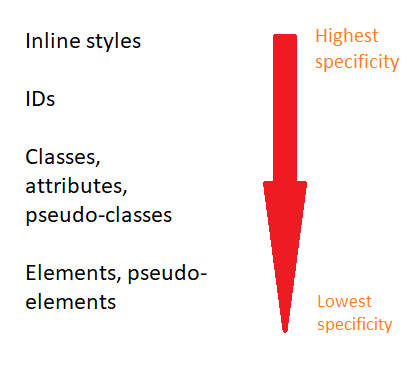 Inline styles
Highest
specificity
IDs
Classes,
attributes,
pseudo-classes
Elements, pseudo-
elements
Lowest
specificity